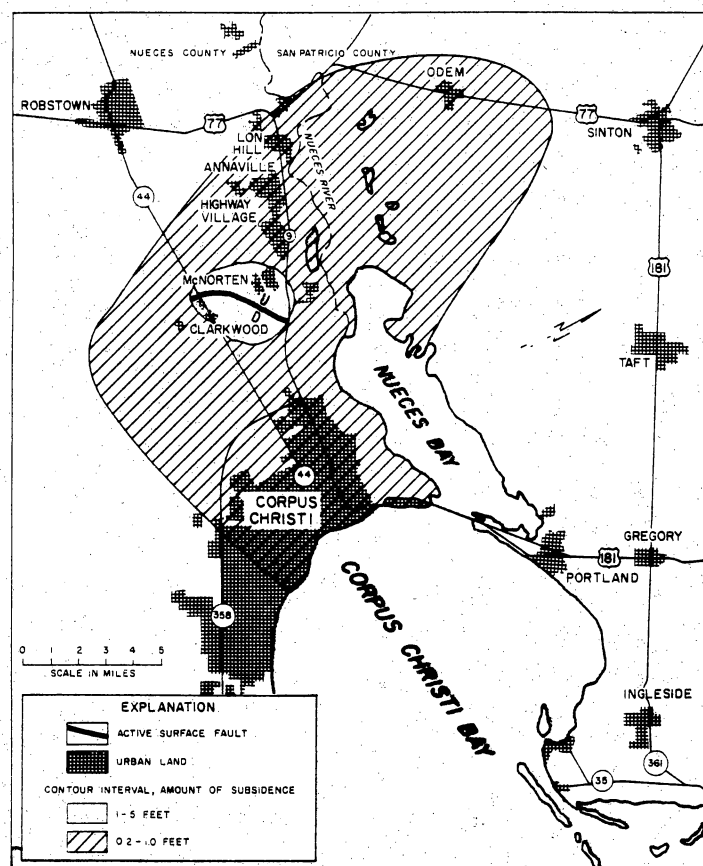 NUECES COUNTY
SAN PATRICIO COUNTY
ODEM
ROBSTOWN
77
77
LON
HILL
SINTON
ANNAVILLE
NUECES RIVER
44
HIGHWAY
VILLAGE
9
181
McNORTEN
U
D
CLARKWOOD
TAFT
NUECES BAY
44
CORPUS
CHRISTI
GREGORY
181
PORTLAND
CORPUS CHRISTI BAY
358
0 1 2 3 4 5
SCALE IN MILES
INGLESIDE
EXPLANATION
ACTIVE SURFACE FAULT
URBAN LAND
361
35
CONTOUR INTERVAL, AMOUNT OF SUBSIDENCE
1-5 FEET
0.2-1.0 FEET